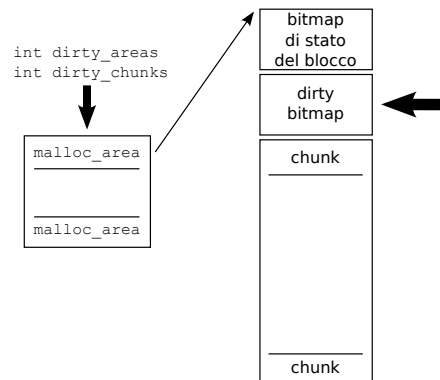 int dirty_areas
int dirty_chunks
malloc_area
malloc_area
bitmap
di stato
del blocco
dirty
bitmap
chunk
chunk